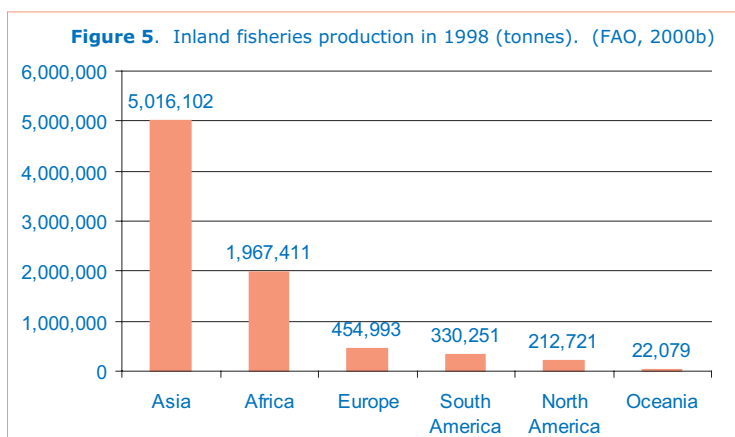 Figure 5. Inland fisheries production in 1998 (tonnes). (FAO, 2000b)
6,000,000
5,016,102
5,000,000
4,000,000
3,000,000
1,967,411
2,000,000
1,000,000
454,993
330,251
212,721
22,079
0
Asia
Africa
Europe
South
America
North
America
Oceania